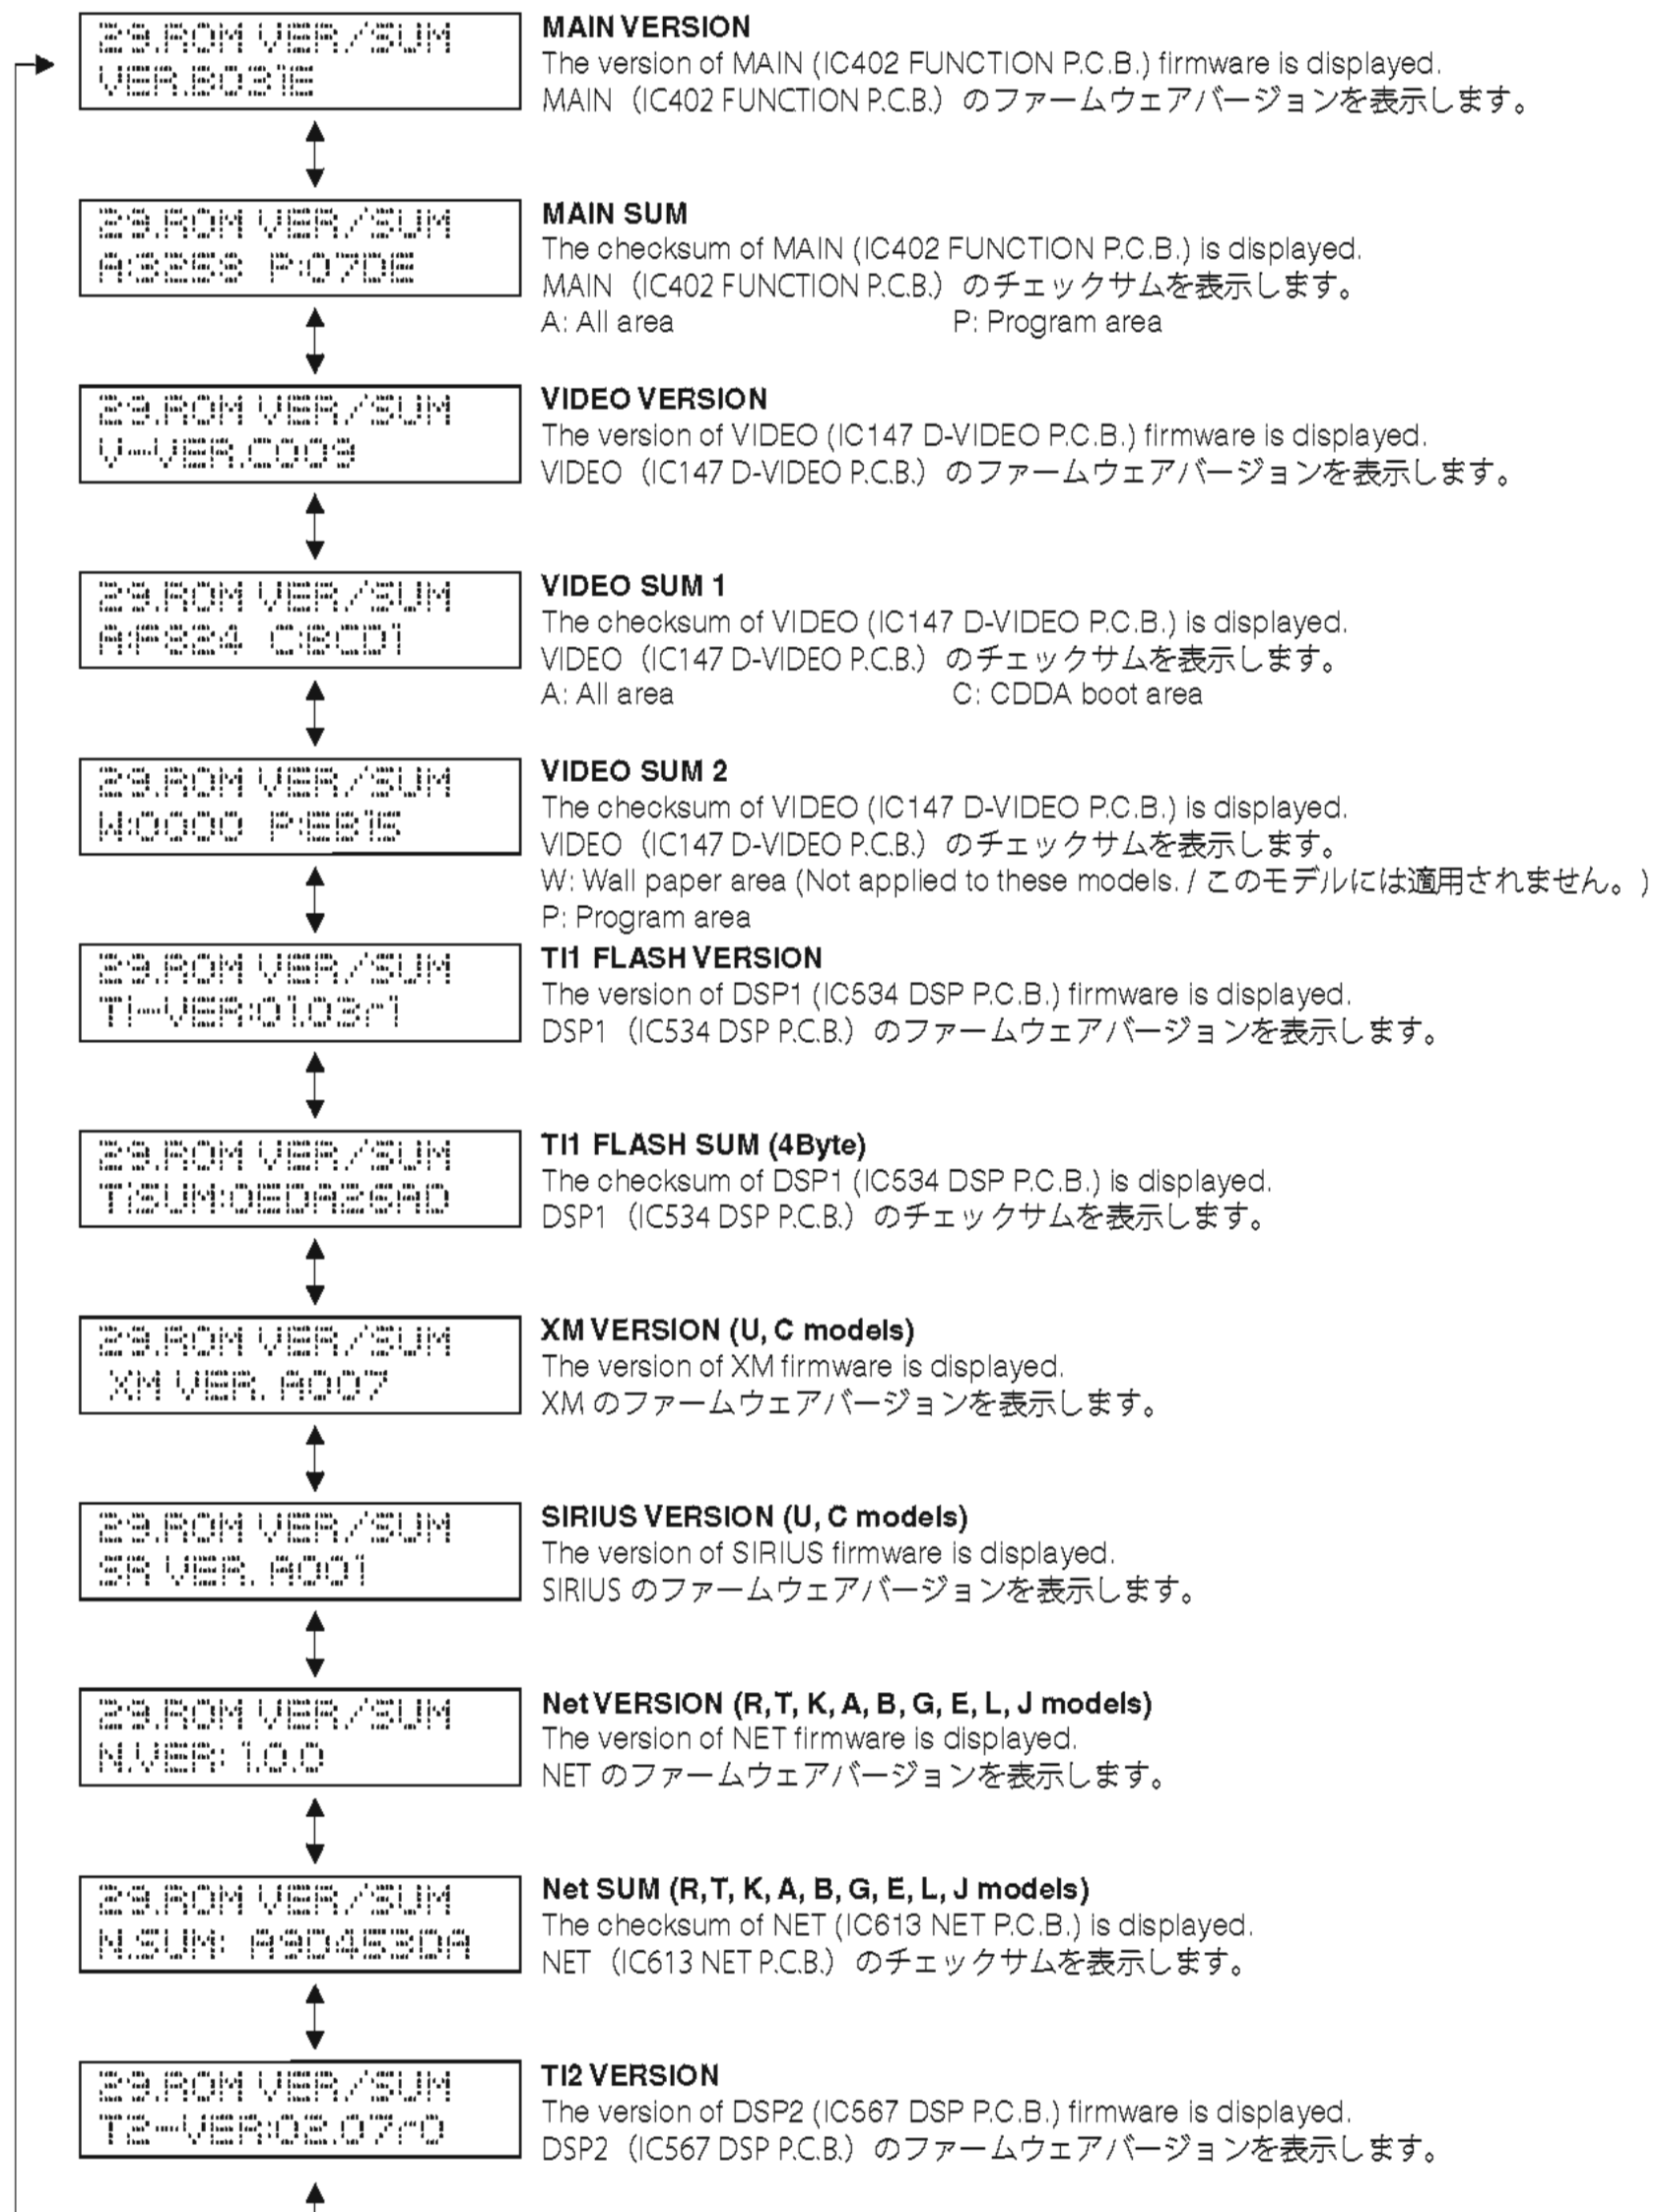 29.ROM VER/SUM
VER.B031E
MAIN VERSION
The version of MAIN (IC402 FUNCTION P.C.B.) firmware is displayed.
MAIN（IC402 FUNCTION P.C.B.）のファームウェアバージョンを表示します。
29.ROM VER/SUM
A:3253 P:07DE
MAIN SUM
The checksum of MAIN (IC402 FUNCTION P.C.B.) is displayed.
MAIN（IC402 FUNCTION P.C.B.）のチェックサムを表示します。
A: All area P: Program area
29.ROM VER/SUM
V-VER.C009
VIDEO VERSION
The version of VIDEO (IC147 D-VIDEO P.C.B.) firmware is displayed.
VIDEO（IC147 D-VIDEO P.C.B.）のファームウェアバージョンを表示します。
29.ROM VER/SUM
A:F824 C:BCD1
VIDEO SUM 1
The checksum of VIDEO (IC147 D-VIDEO P.C.B.) is displayed.
VIDEO（IC147 D-VIDEO P.C.B.）のチェックサムを表示します。
A: All area C: CDDA boot area
29.ROM VER/SUM
W:0000 P:EB15
VIDEO SUM 2
The checksum of VIDEO (IC147 D-VIDEO P.C.B.) is displayed.
VIDEO（IC147 D-VIDEO P.C.B.）のチェックサムを表示します。
W: Wall paper area (Not applied to these models. / このモデルには適用されません。)
P: Program area
29.ROM VER/SUM
T1-VER:01.03r1
TI1 FLASH VERSION
The version of DSP1 (IC534 DSP P.C.B.) firmware is displayed.
DSP1（IC534 DSP P.C.B.）のファームウェアバージョンを表示します。
29.ROM VER/SUM
T1SUM:0EDA26AD
TI1 FLASH SUM (4Byte)
The checksum of DSP1 (IC534 DSP P.C.B.) is displayed.
DSP1（IC534 DSP P.C.B.）のチェックサムを表示します。
29.ROM VER/SUM
XM VER. A007
XM VERSION (U, C models)
The version of XM firmware is displayed.
XM のファームウェアバージョンを表示します。
29.ROM VER/SUM
SR VER. A001
SIRIUS VERSION (U, C models)
The version of SIRIUS firmware is displayed.
SIRIUS のファームウェアバージョンを表示します。
29.ROM VER/SUM
N.VER: 1.0.0
Net VERSION (R, T, K, A, B, G, E, L, J models)
The version of NET firmware is displayed.
NET のファームウェアバージョンを表示します。
29.ROM VER/SUM
N.SUM: A9D453DA
Net SUM (R, T, K, A, B, G, E, L, J models)
The checksum of NET (IC613 NET P.C.B.) is displayed.
NET（IC613 NET P.C.B.）のチェックサムを表示します。
29.ROM VER/SUM
T2-VER:02.07r0
TI2 VERSION
The version of DSP2 (IC567 DSP P.C.B.) firmware is displayed.
DSP2（IC567 DSP P.C.B.）のファームウェアバージョンを表示します。